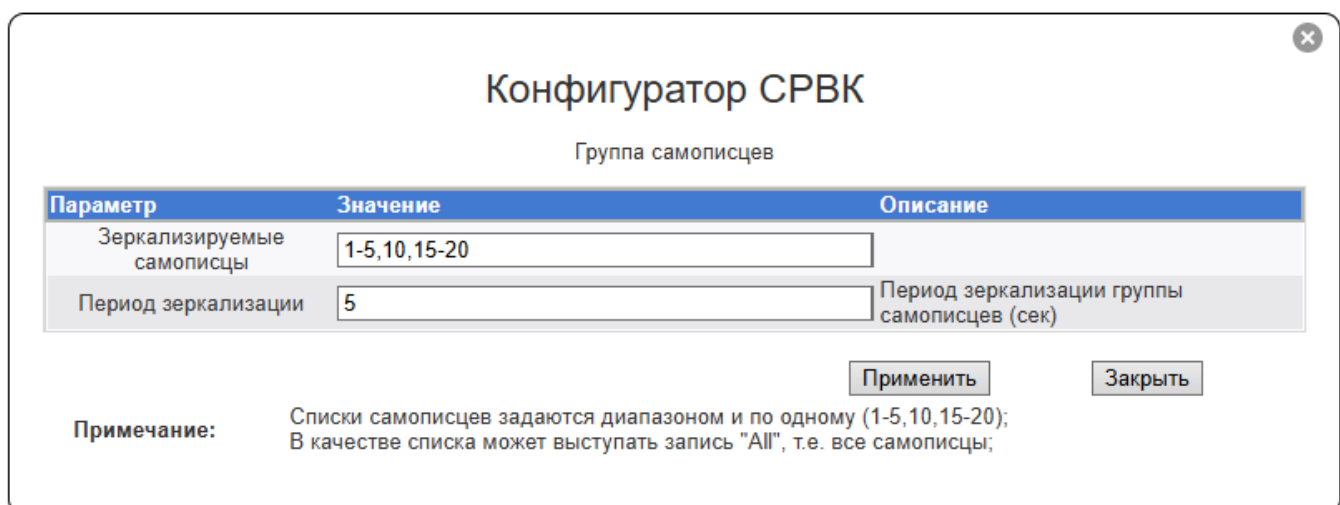 Конфигуратор СРВК
Группа самописцев
Параметр Значение Описание
Зеркализируемые
самописцы
1-5,10,15-20
Период зеркализации
5
Период зеркализации группы
самописцев (сек)
Применить Закрыть
Примечание:
Списки самописцев задаются диапазоном и по одному (1-5,10,15-20);
В качестве списка может выступать запись "All", т.е. все самописцы;